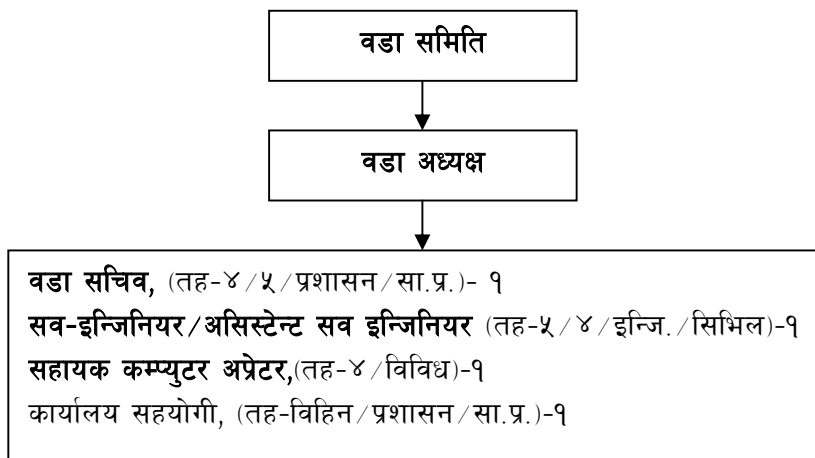 वडा समिति
वडा अध्यक्ष
वडा सचिव, (तह-४/५/प्रशासन/सा.प्र.)- १
सव-इन्जिनियर/असिस्टेन्ट सव इन्जिनियर (तह-५/४/इन्जि./सिभिल)-१
सहायक कम्प्युटर अप्रेटर,(तह-४/विविध)-१
कार्यालय सहयोगी, (तह-विहिन/प्रशासन/सा.प्र.)-१